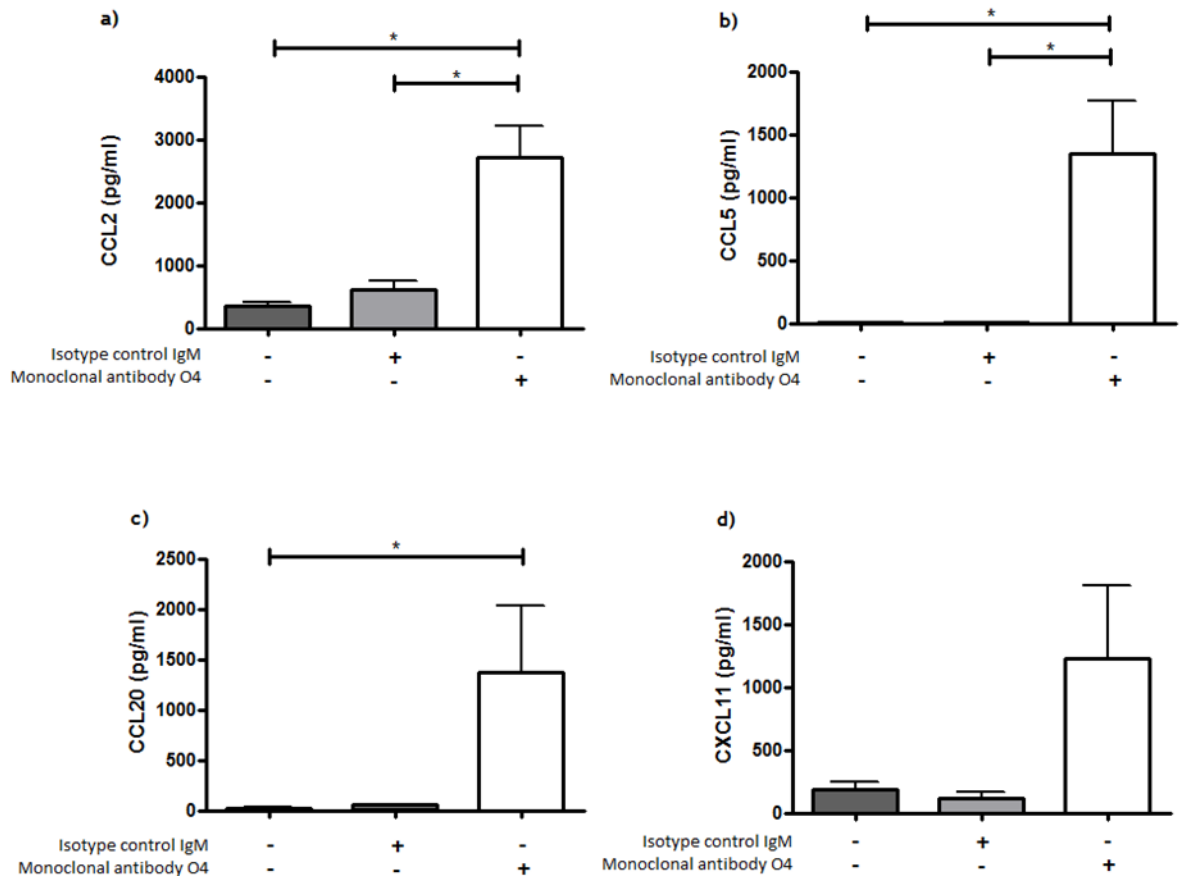 a)
*
*
4000
3000
2000
1000
0
CCL2 (pg/ml)
Isotype control IgM - + -
Monoclonal antibody O4 - - +
b)
*
*
2000
1500
1000
500
0
CCL5 (pg/ml)
Isotype control IgM - + -
Monoclonal antibody O4 - - +
c)
*
2500
2000
1500
1000
500
0
CCL20 (pg/ml)
Isotype control IgM - + -
Monoclonal antibody O4 - - +
d)
2000
1500
1000
500
0
CXCL11 (pg/ml)
Isotype control IgM - + -
Monoclonal antibody O4 - - +